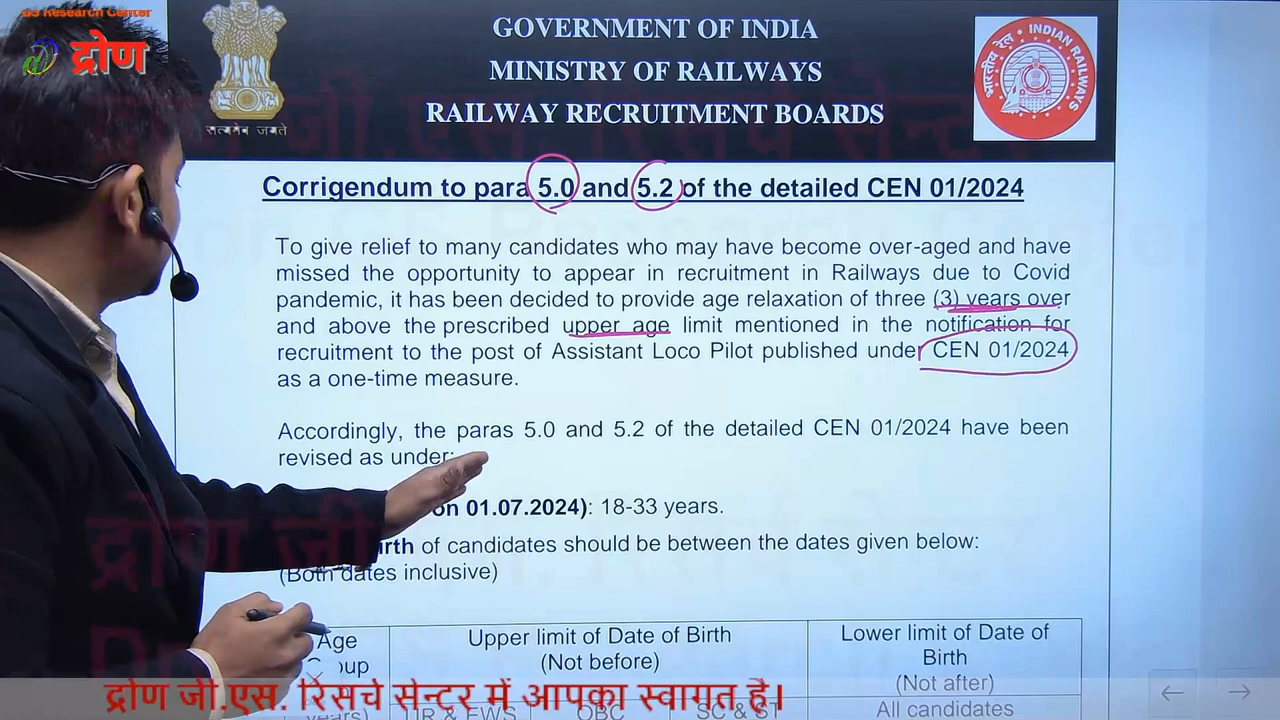 GS Research Center
द्रोण
सत्यमेव जयते
GOVERNMENT OF INDIA
MINISTRY OF RAILWAYS
RAILWAY RECRUITMENT BOARDS
भारतीय रेल • INDIAN RAILWAYS
Corrigendum to para 5.0 and 5.2 of the detailed CEN 01/2024
To give relief to many candidates who may have become over-aged and have
missed the opportunity to appear in recruitment in Railways due to Covid
pandemic, it has been decided to provide age relaxation of three (3) years over
and above the prescribed upper age limit mentioned in the notification for
recruitment to the post of Assistant Loco Pilot published under CEN 01/2024
as a one-time measure.
Accordingly, the paras 5.0 and 5.2 of the detailed CEN 01/2024 have been
revised as under:
on 01.07.2024): 18-33 years.
irth of candidates should be between the dates given below:
(Both dates inclusive)
Age
oup
years)
Upper limit of Date of Birth
(Not before)
Lower limit of Date of
Birth
(Not after)
UR & EWS
OBC
SC & ST
All candidates
द्रोण जी.एस. रिसर्च सेन्टर में आपका स्वागत है।